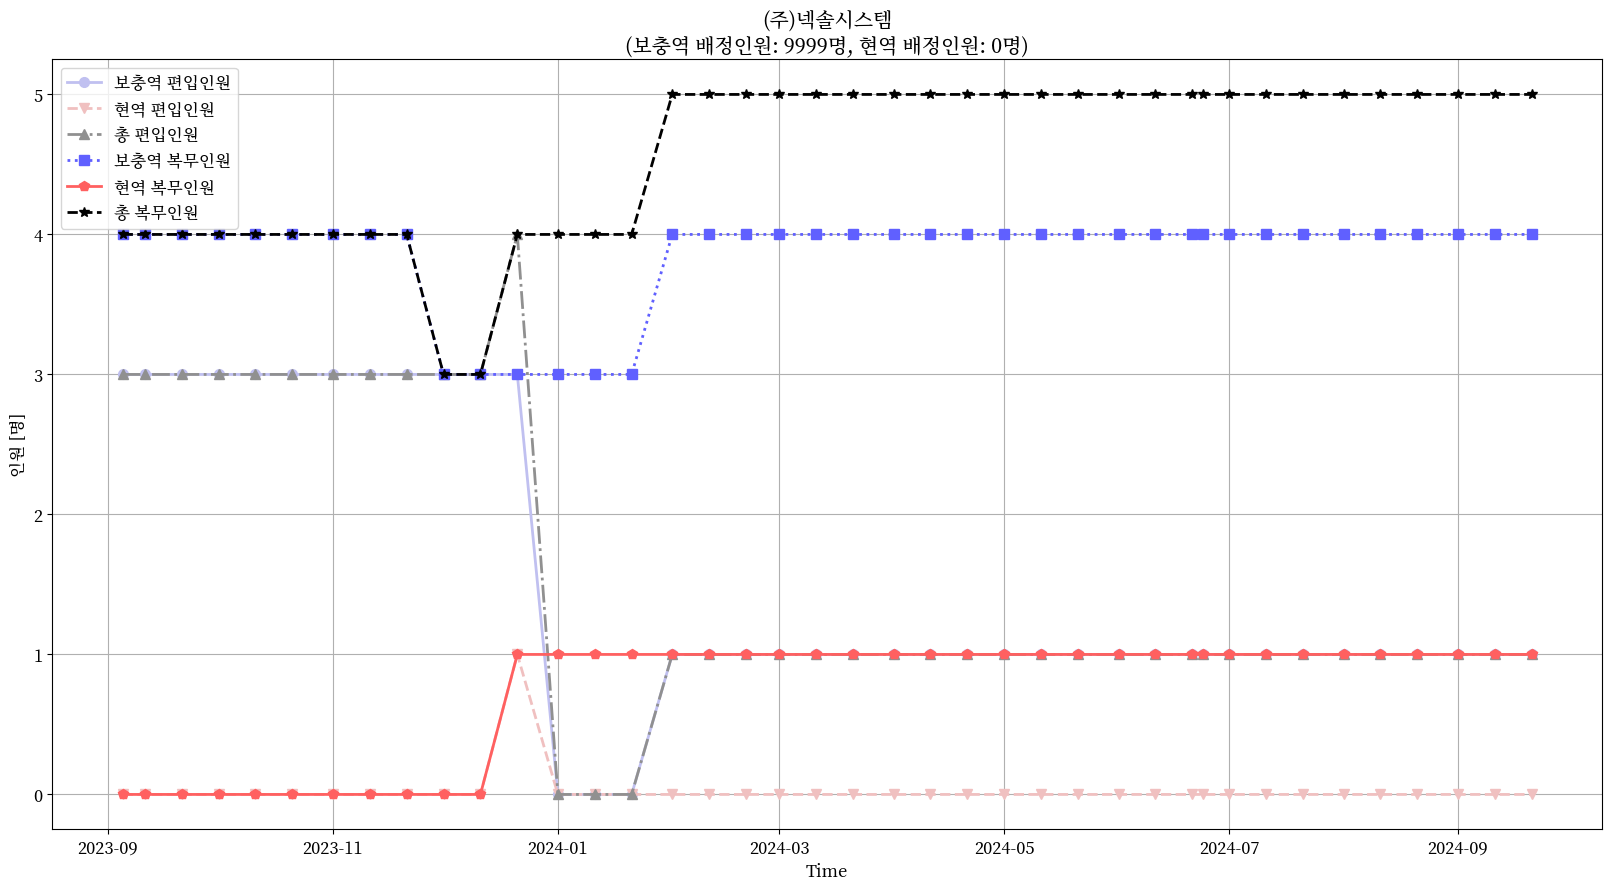 (주)넥솔시스템
(보충역 배정인원: 9999명, 현역 배정인원: 0명)
보충역 편입인원
현역 편입인원
총 편입인원
보충역 복무인원
현역 복무인원
총 복무인원
인원 [명]
5
4
3
2
1
0
2023-09
2023-11
2024-01
2024-03
2024-05
2024-07
2024-09
Time